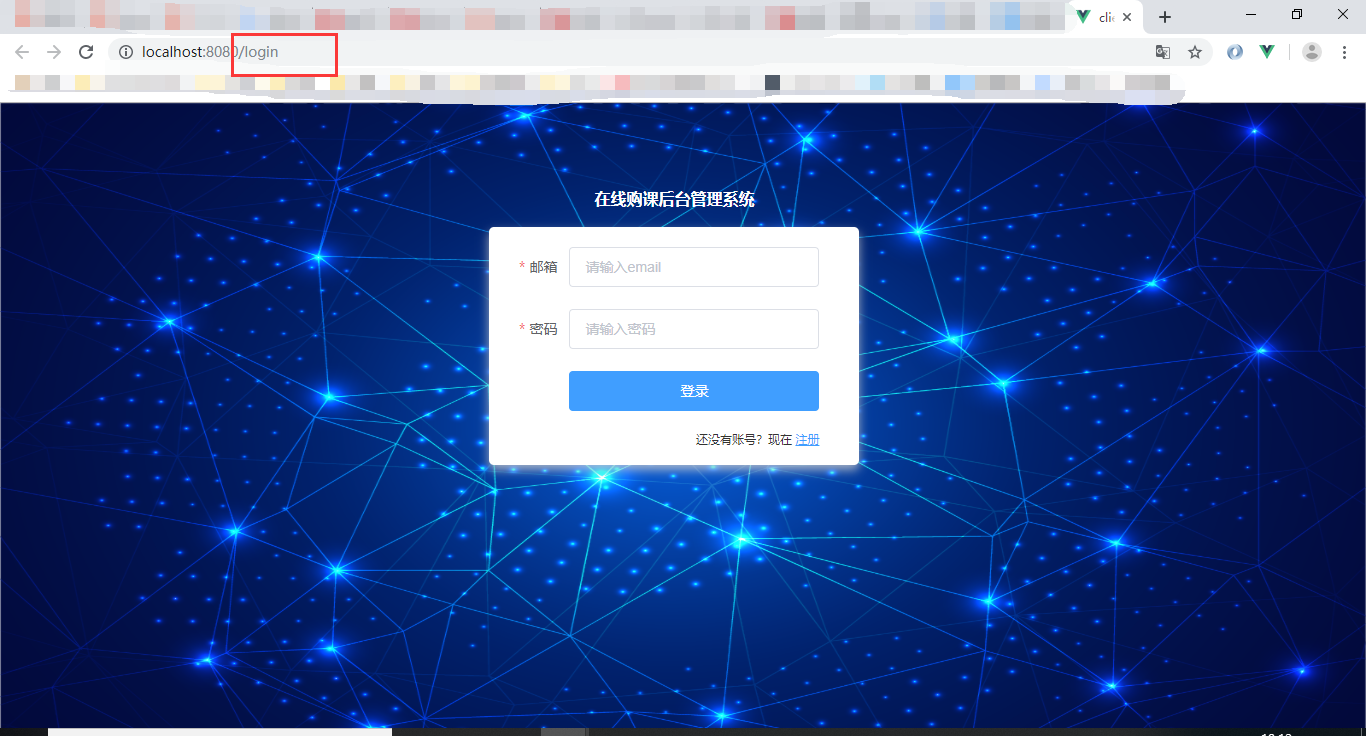 clie
localhost:8080/login
在线购课后台管理系统
* 邮箱 请输入email
* 密码 请输入密码
登录
还没有账号？现在 注册